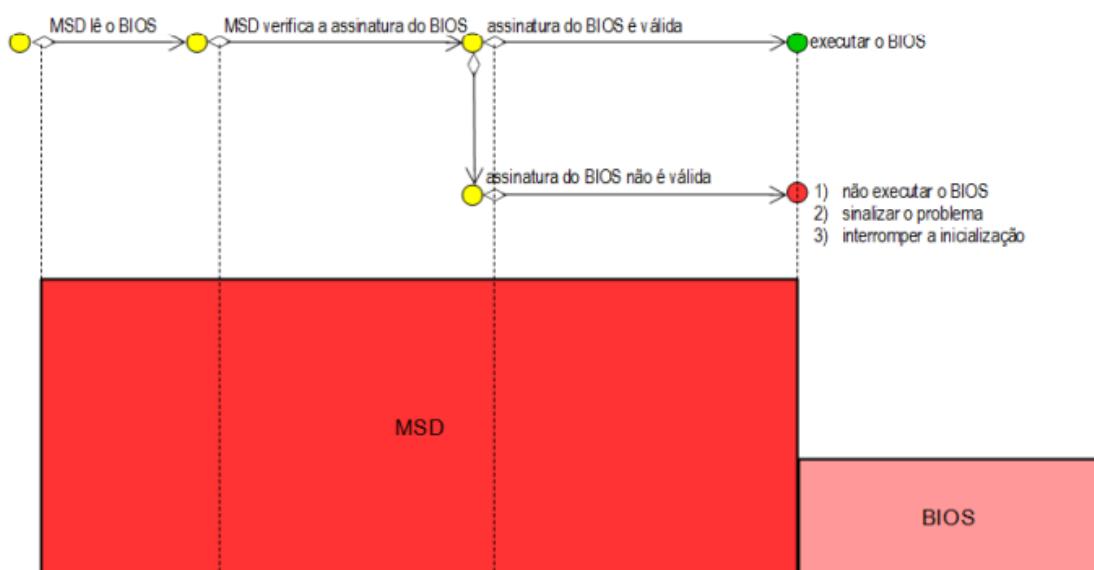 MSD lê o BIOS
MSD verifica a assinatura do BIOS
assinatura do BIOS é válida
executar o BIOS
assinatura do BIOS não é válida
1) não executar o BIOS
2) sinalizar o problema
3) interromper a inicialização
MSD
BIOS